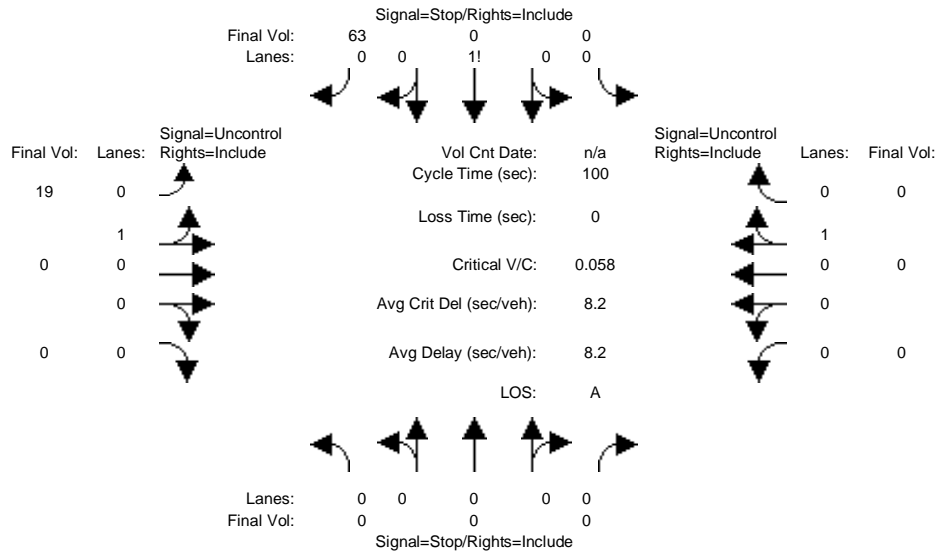 Signal=Stop/Rights=Include
Final Vol: 63 0 0
Lanes: 0 0 1! 0 0
Signal=Uncontrol Signal=Uncontrol
Final Vol: Lanes: Rights=Include Vol Cnt Date: n/a Rights=Include Lanes: Final Vol:
Cycle Time (sec): 100
19 0 0 0
Loss Time (sec): 0
1 1
0 0 Critical V/C: 0.058 0 0
0 Avg Crit Del (sec/veh): 8.2 0
0 0 Avg Delay (sec/veh): 8.2 0 0
LOS: A
Lanes: 0 0 0 0 0
Final Vol: 0 0 0
Signal=Stop/Rights=Include